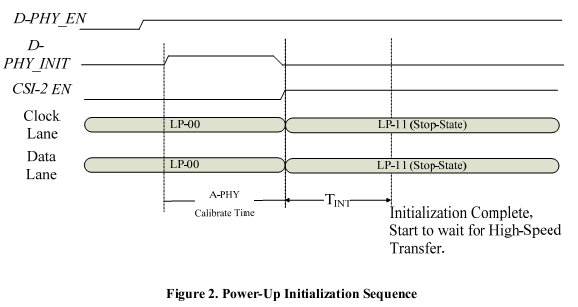 D-PHY_EN
D-
PHY_INIT
CSI-2 EN
Clock
Lane
LP-00
LP-11 (Stop-State)
Data
Lane
LP-00
LP-11 (Stop-State)
A-PHY
Calibrate Time
TINT
Initialization Complete,
Start to wait for High-Speed
Transfer.
Figure 2. Power-Up Initialization Sequence